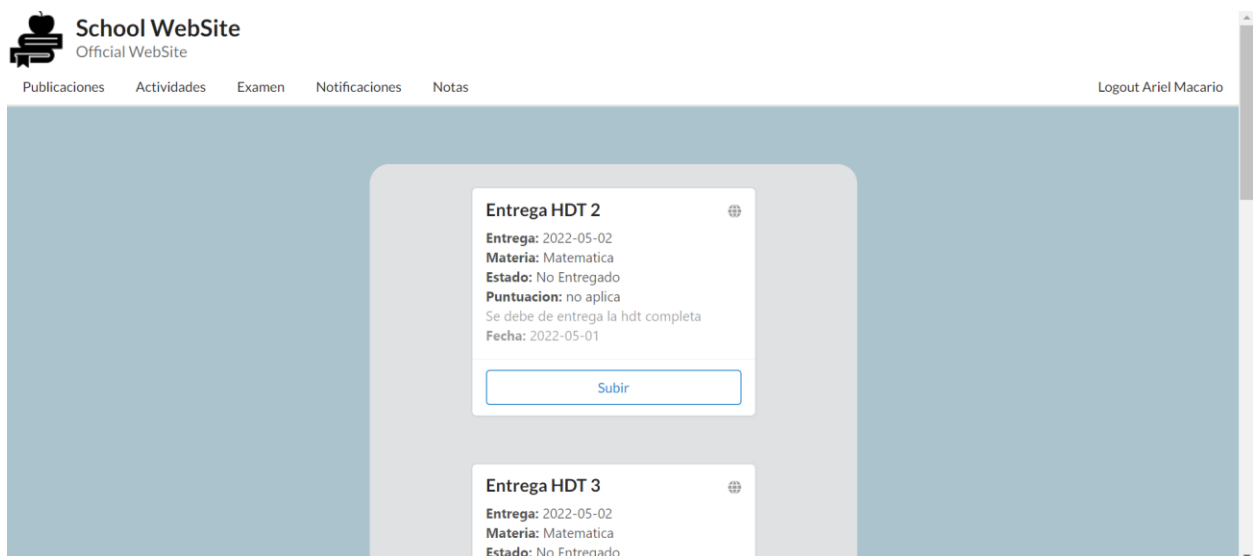 School WebSite
Official WebSite
Publicaciones Actividades Examen Notificaciones Notas Logout Ariel Macario
Entrega HDT 2
Entrega: 2022-05-02
Materia: Matematica
Estado: No Entregado
Puntuacion: no aplica
Se debe de entrega la hdt completa
Fecha: 2022-05-01
Subir
Entrega HDT 3
Entrega: 2022-05-02
Materia: Matematica
Estado: No Entregado